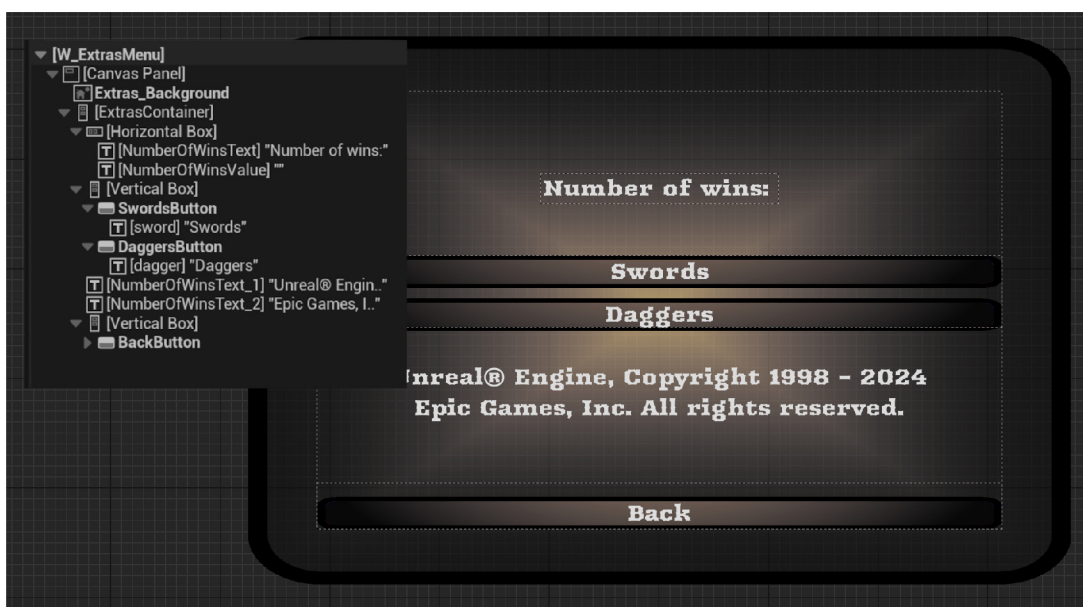 [W_ExtrasMenu]
[Canvas Panel]
Extras_Background
[ExtrasContainer]
[Horizontal Box]
[NumberOfWinsText] "Number of wins:"
[NumberOfWinsValue] ""
[Vertical Box]
SwordsButton
[sword] "Swords"
DaggersButton
[dagger] "Daggers"
[NumberOfWinsText_1] "Unreal® Engin.."
[NumberOfWinsText_2] "Epic Games, I.."
[Vertical Box]
BackButton
Number of wins:
Swords
Daggers
nreal® Engine, Copyright 1998 - 2024
Epic Games, Inc. All rights reserved.
Back